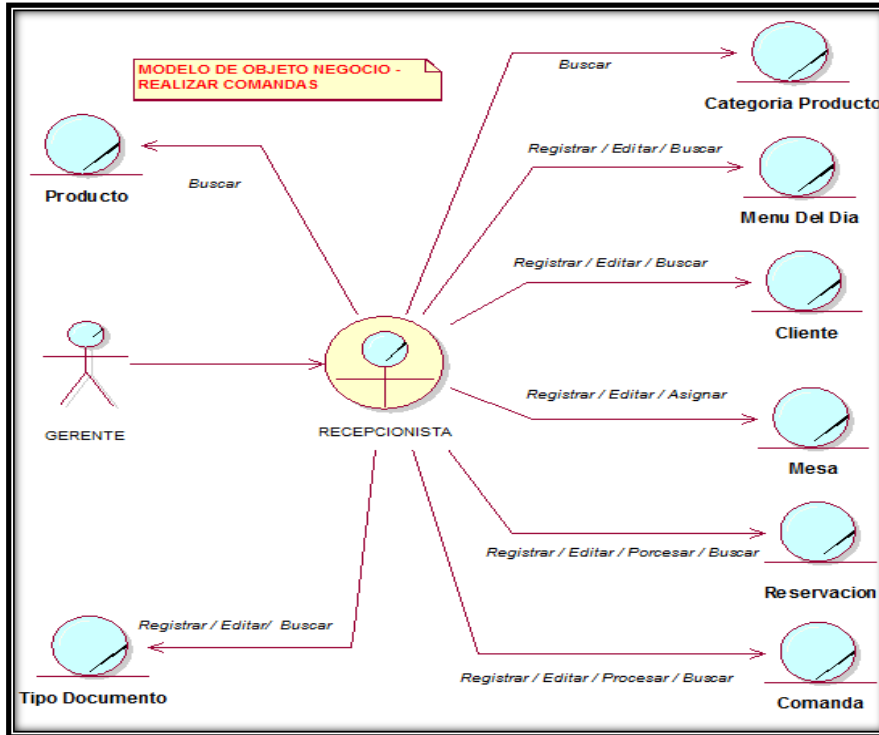 Buscar
MODELO DE OBJETO NEGOCIO -
REALIZAR COMANDAS
Categoria Producto
Registrar / Editar / Buscar
Buscar
Producto
Menu Del Dia
Registrar / Editar / Buscar
Cliente
GERENTE
RECEPCIONISTA
Registrar / Editar / Asignar
Mesa
Registrar / Editar / Porcesar / Buscar
Reservacion
Registrar / Editar/ Buscar
Tipo Documento
Registrar / Editar / Procesar / Buscar
Comanda